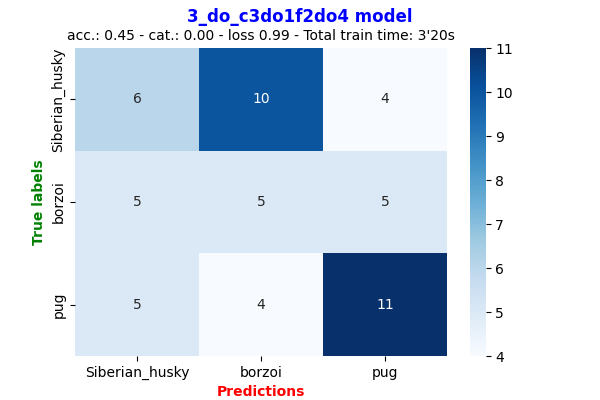 3_do_c3do1f2do4 model
acc.: 0.45 - cat.: 0.00 - loss 0.99 - Total train time: 3'20s
True labels
Siberian_husky
borzoi
pug
6 10 4
5 5 5
5 4 11
Siberian_husky borzoi pug
Predictions
11
10
9
8
7
6
5
4